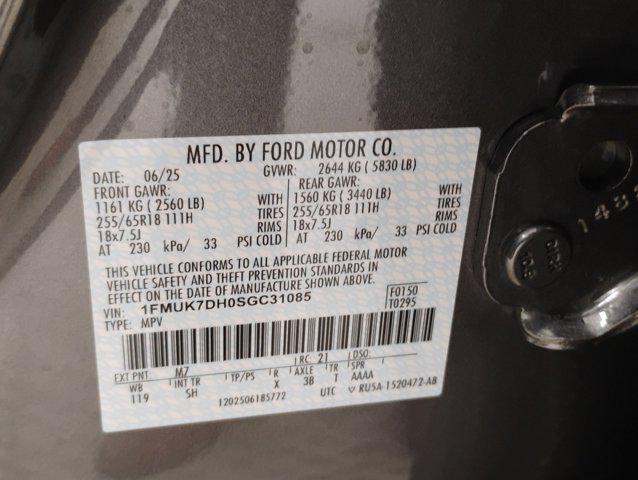 MFD. BY FORD MOTOR CO.
DATE: 06/25 GVWR: 2644 KG ( 5830 LB)
FRONT GAWR: REAR GAWR:
1161 KG ( 2560 LB) WITH 1560 KG ( 3440 LB) WITH
255/65R18 111H TIRES 255/65R18 111H TIRES
18x7.5J RIMS 18x7.5J RIMS
AT 230 kPa/ 33 PSI COLD AT 230 kPa/ 33 PSI COLD
THIS VEHICLE CONFORMS TO ALL APPLICABLE FEDERAL MOTOR
VEHICLE SAFETY AND THEFT PREVENTION STANDARDS IN
EFFECT ON THE DATE OF MANUFACTURE SHOWN ABOVE.
VIN: 1FMUK7DH0SGC31085 F0150
TYPE: MPV T0295
EXT PNT: M7 RC: 21 DSO:
WB INT TR TP/PS R AXLE TR SPR
119 SH X 3B T AAAA
1202506185772 UTC RU5A-1520472-AB